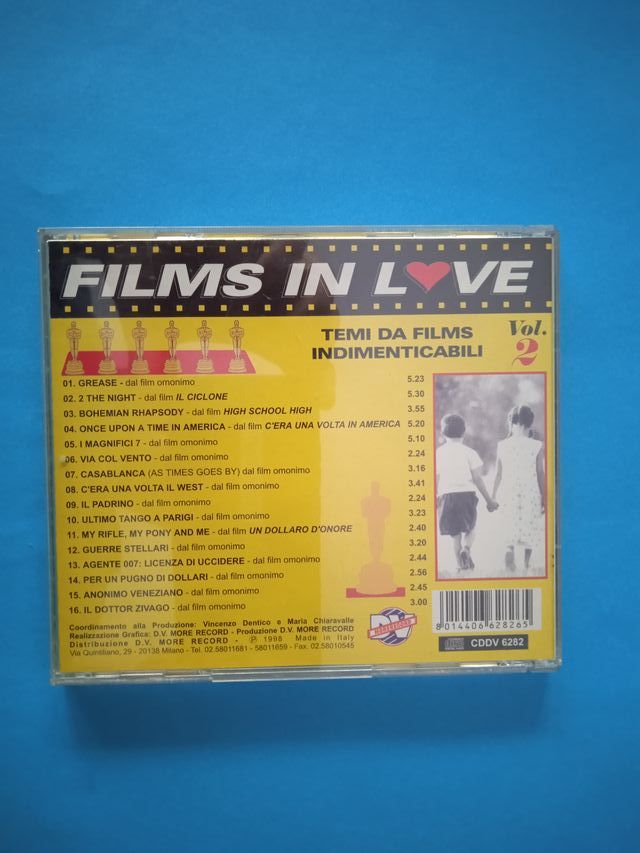 FILMS IN L♥VE
TEMI DA FILMS
INDIMENTICABILI
Vol.
2
01. GREASE - dal film omonimo 5.23
02. 2 THE NIGHT - dal film IL CICLONE 5.30
03. BOHEMIAN RHAPSODY - dal film HIGH SCHOOL HIGH 3.55
04. ONCE UPON A TIME IN AMERICA - dal film C'ERA UNA VOLTA IN AMERICA 5.20
05. I MAGNIFICI 7 - dal film omonimo 5.10
06. VIA COL VENTO - dal film omonimo 2.24
07. CASABLANCA (AS TIMES GOES BY) dal film omonimo 3.16
08. C'ERA UNA VOLTA IL WEST - dal film omonimo 3.41
09. IL PADRINO - dal film omonimo 2.24
10. ULTIMO TANGO A PARIGI - dal film omonimo 3.23
11. MY RIFLE, MY PONY AND ME - dal film UN DOLLARO D'ONORE 2.40
12. GUERRE STELLARI - dal film omonimo 3.20
13. AGENTE 007: LICENZA DI UCCIDERE - dal film omonimo 2.44
14. PER UN PUGNO DI DOLLARI - dal film omonimo 2.56
15. ANONIMO VENEZIANO - dal film omonimo 2.45
16. IL DOTTOR ZIVAGO - dal film omonimo 3.00
Coordinamento alla Produzione: Vincenzo Dentico e Maria Chiaravalle
Realizzazione Grafica: D.V. MORE RECORD - Produzione D.V. MORE RECORD
Distribuzione D.V. MORE RECORD - ℗ 1998 Made in Italy
Via Quintiliano, 29 - 20138 Milano - Tel. 02.58011681 - 58011659 - Fax. 02.58010545
DV
MORE RECORD
8014406 628265
CDDV 6282